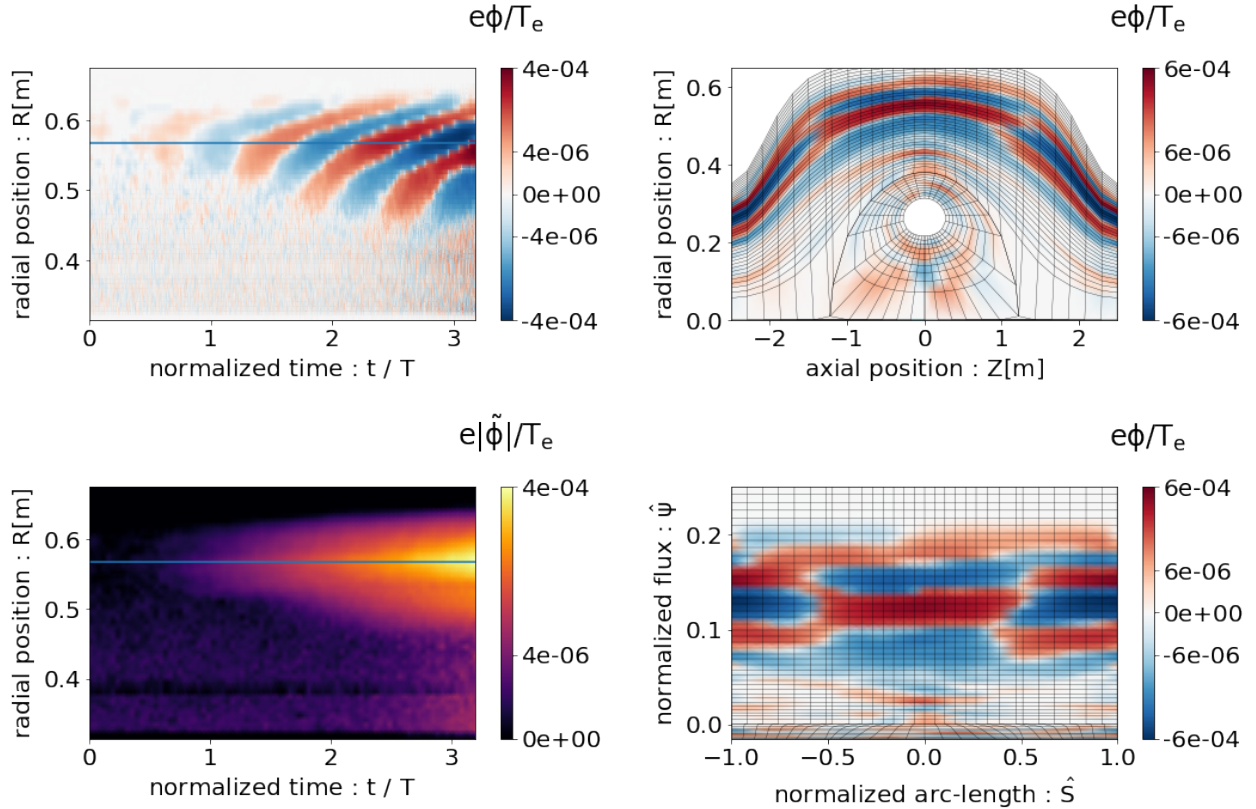 eϕ/Tₑ
radial position : R[m]
0.6
0.5
0.4
0
1
2
3
normalized time : t / T
4e-04
4e-06
0e+00
-4e-06
-4e-04
eϕ/Tₑ
radial position : R[m]
0.6
0.4
0.2
0.0
−2
−1
0
1
2
axial position : Z[m]
6e-04
6e-06
0e+00
-6e-06
-6e-04
e|ϕ̃|/Tₑ
radial position : R[m]
0.6
0.5
0.4
0
1
2
3
normalized time : t / T
4e-04
4e-06
0e+00
eϕ/Tₑ
normalized flux : ψ̂
0.2
0.1
0.0
−1.0
−0.5
0.0
0.5
1.0
normalized arc-length : Ŝ
6e-04
6e-06
0e+00
-6e-06
-6e-04